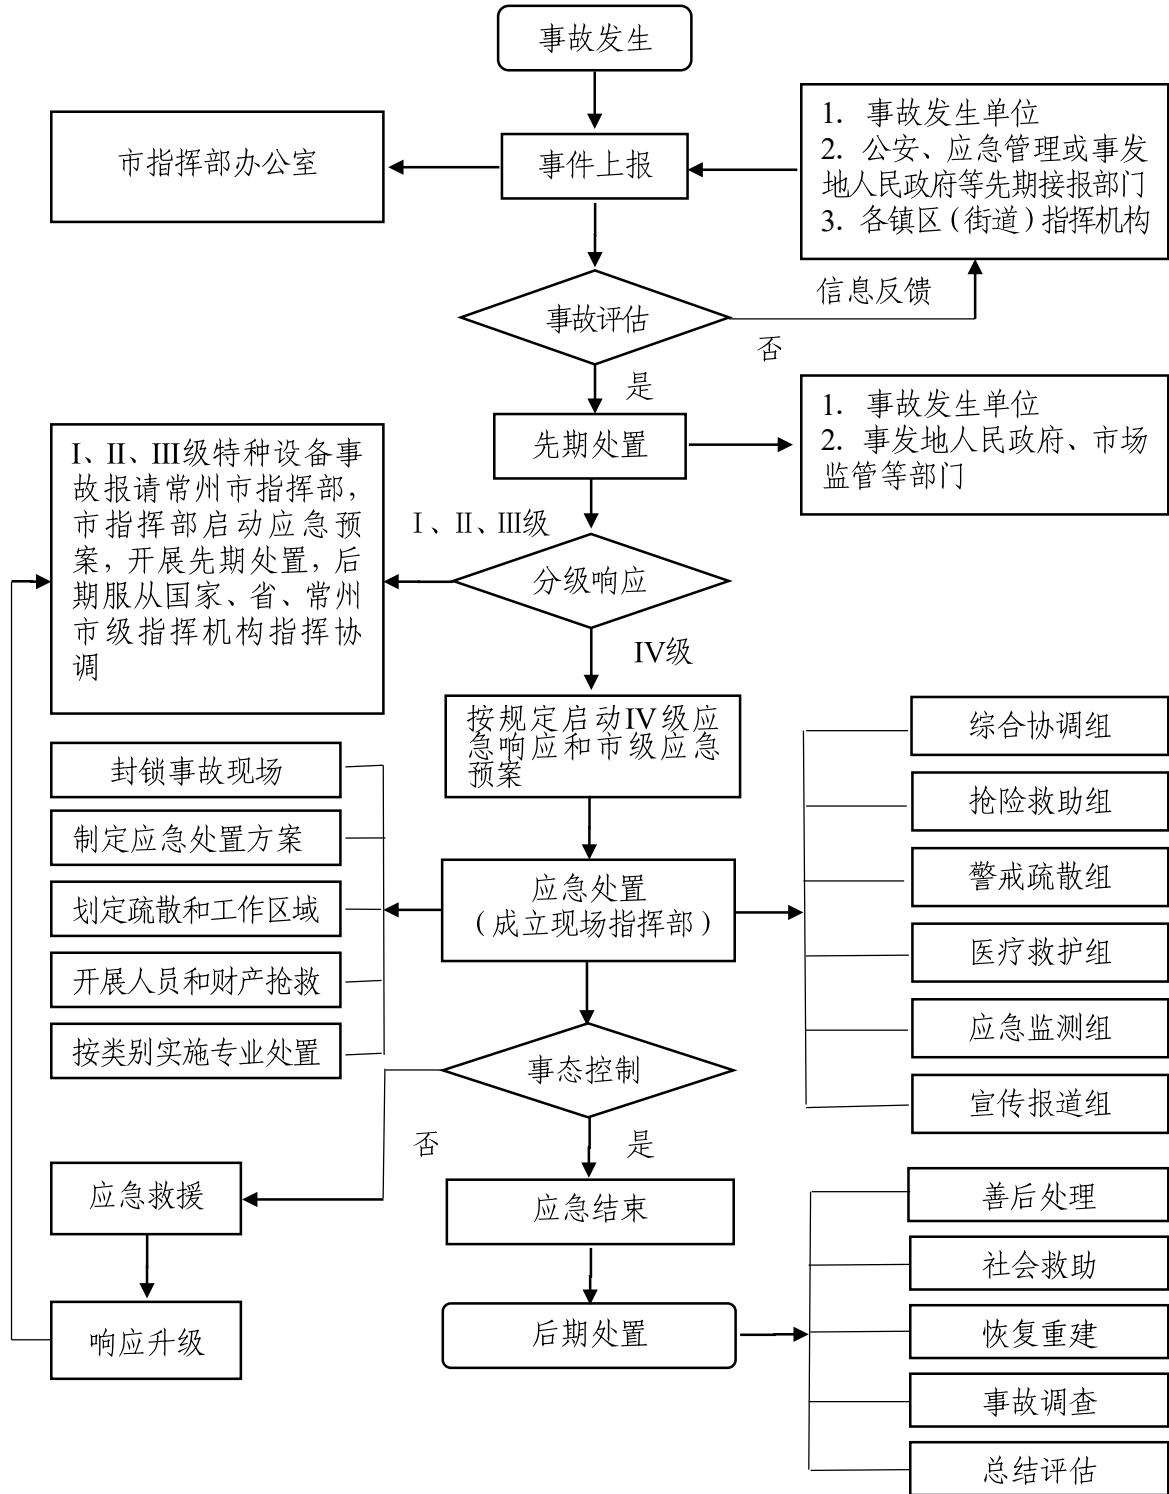 事故发生
市指挥部办公室
事件上报
1. 事故发生单位
2. 公安、应急管理或事发
地人民政府等先期接报部门
3. 各镇区（街道）指挥机构
信息反馈
事故评估
否
是
先期处置
1. 事故发生单位
2. 事发地人民政府、市场
监管等部门
I、II、III级特种设备事
故报请常州市指挥部，
市指挥部启动应急预
案，开展先期处置，后
期服从国家、省、常州
市级指挥机构指挥协
调
I、II、III级
分级响应
IV级
按规定启动IV级应
急响应和市级应急
预案
封锁事故现场
制定应急处置方案
划定疏散和工作区域
开展人员和财产抢救
按类别实施专业处置
应急处置
（成立现场指挥部）
综合协调组
抢险救助组
警戒疏散组
医疗救护组
应急监测组
宣传报道组
事态控制
否
是
应急救援
响应升级
应急结束
后期处置
善后处理
社会救助
恢复重建
事故调查
总结评估